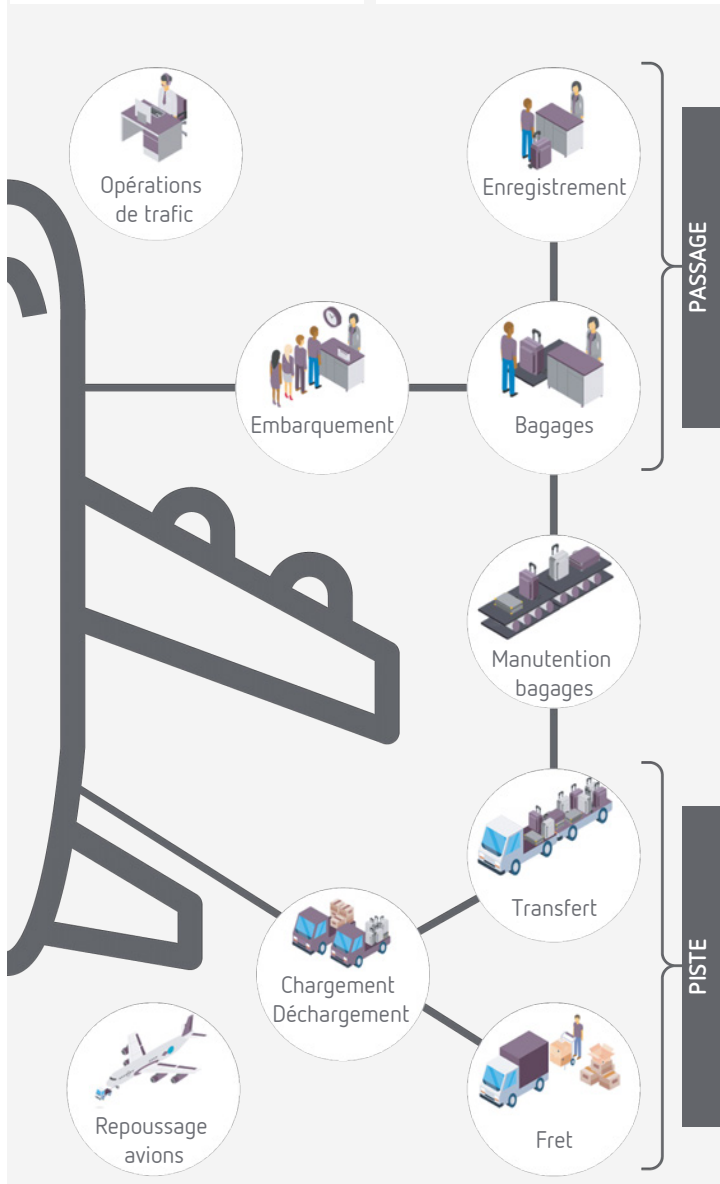 Opérations
de trafic
Enregistrement
PASSAGE
Embarquement
Bagages
Manutention
bagages
Transfert
Chargement
Déchargement
PISTE
Repoussage
avions
Fret